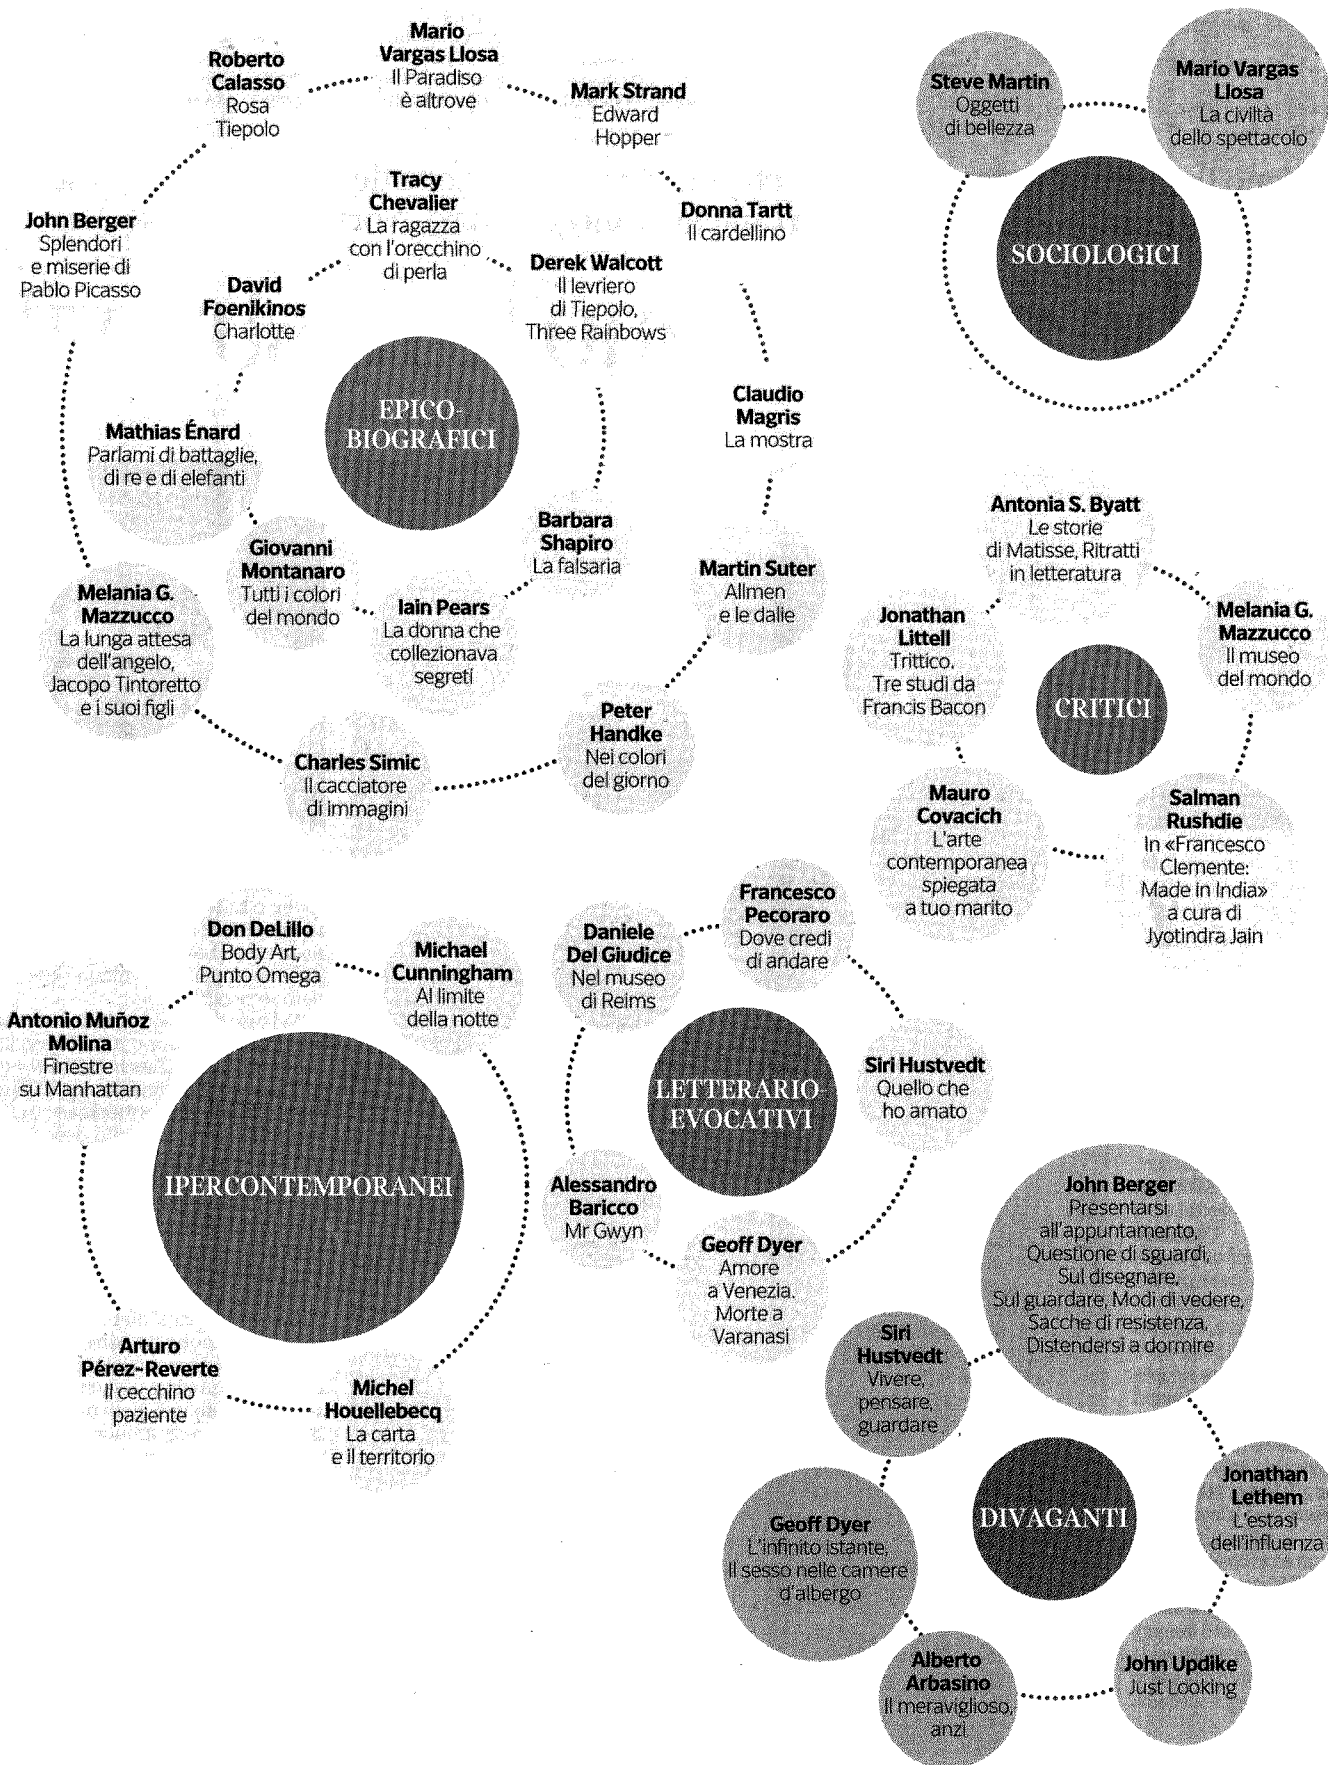 Roberto
Calasso
Rosa
Tiepolo
Mario
Vargas Llosa
Il Paradiso
è altrove
Mark Strand
Edward
Hopper
Donna Tartt
Il cardellino
Claudio
Magris
La mostra
Martin Suter
Allmen
e le dalie
Peter
Handke
Nei colori
del giorno
Charles Simic
Il cacciatore
di immagini
Melania G.
Mazzucco
La lunga attesa
dell'angelo,
Jacopo Tintoretto
e i suoi figli
John Berger
Splendori
e miserie di
Pablo Picasso
Tracy
Chevalier
La ragazza
con l'orecchino
di perla
Derek Walcott
Il levriero
di Tiepolo,
Three Rainbows
Barbara
Shapiro
La falsaria
Iain Pears
La donna che
collezionava
segreti
Giovanni
Montanaro
Tutti i colori
del mondo
Mathias Énard
Parlami di battaglie,
di re e di elefanti
David
Foenikinos
Charlotte
EPICO-
BIOGRAFICI
Steve Martin
Oggetti
di bellezza
Mario Vargas
Llosa
La civiltà
dello spettacolo
SOCIOLOGICI
Antonia S. Byatt
Le storie
di Matisse, Ritratti
in letteratura
Melania G.
Mazzucco
Il museo
del mondo
Salman
Rushdie
In «Francesco
Clemente:
Made in India»
a cura di
Jyotindra Jain
Mauro
Covacich
L'arte
contemporanea
spiegata
a tuo marito
Jonathan
Littell
Trittico.
Tre studi da
Francis Bacon
CRITICI
Don DeLillo
Body Art,
Punto Omega
Michael
Cunningham
Al limite
della notte
Michel
Houellebecq
La carta
e il territorio
Arturo
Pérez-Reverte
Il cecchino
paziente
Antonio Muñoz
Molina
Finestre
su Manhattan
IPERCONTEMPORANEI
Daniele
Del Giudice
Nel museo
di Reims
Francesco
Pecoraro
Dove credi
di andare
Siri Hustvedt
Quello che
ho amato
Geoff Dyer
Amore
a Venezia.
Morte a
Varanasi
Alessandro
Baricco
Mr Gwyn
LETTERARIO
EVOCATIVI
John Berger
Presentarsi
all'appuntamento,
Questione di sguardi,
Sul disegnare,
Sul guardare, Modi di vedere,
Sacche di resistenza,
Distendersi a dormire
Siri
Hustvedt
Vivere,
pensare,
guardare
Jonathan
Lethem
L'estasi
dell'influenza
John Updike
Just Looking
Alberto
Arbasino
Il meraviglioso,
anzi
Geoff Dyer
L'infinito istante,
Il sesso nelle camere
d'albergo
DIVAGANTI